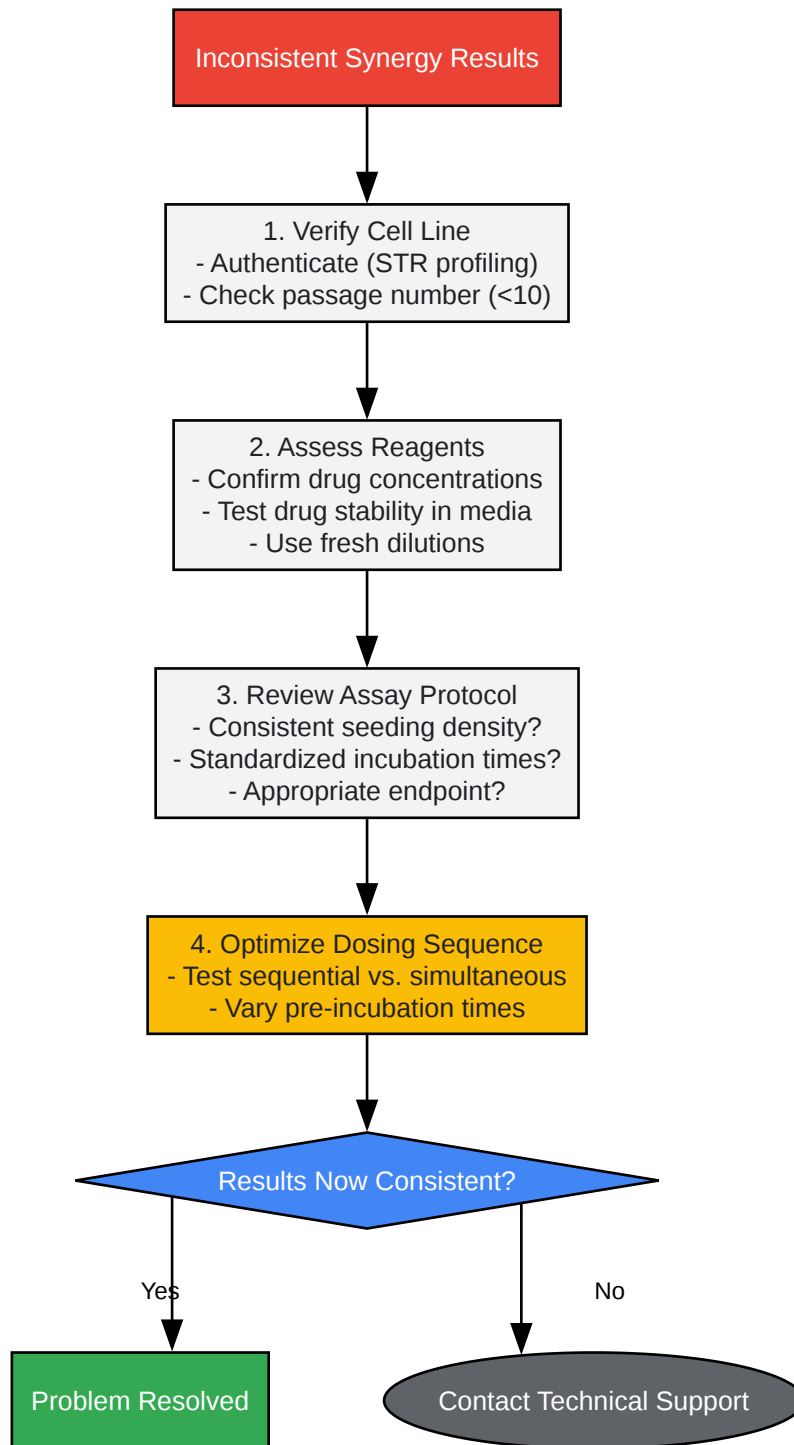 Inconsistent Synergy Results
1. Verify Cell Line
- Authenticate (STR profiling)
- Check passage number (<10)
2. Assess Reagents
- Confirm drug concentrations
- Test drug stability in media
- Use fresh dilutions
3. Review Assay Protocol
- Consistent seeding density?
- Standardized incubation times?
- Appropriate endpoint?
4. Optimize Dosing Sequence
- Test sequential vs. simultaneous
- Vary pre-incubation times
Results Now Consistent?
Yes
No
Problem Resolved
Contact Technical Support